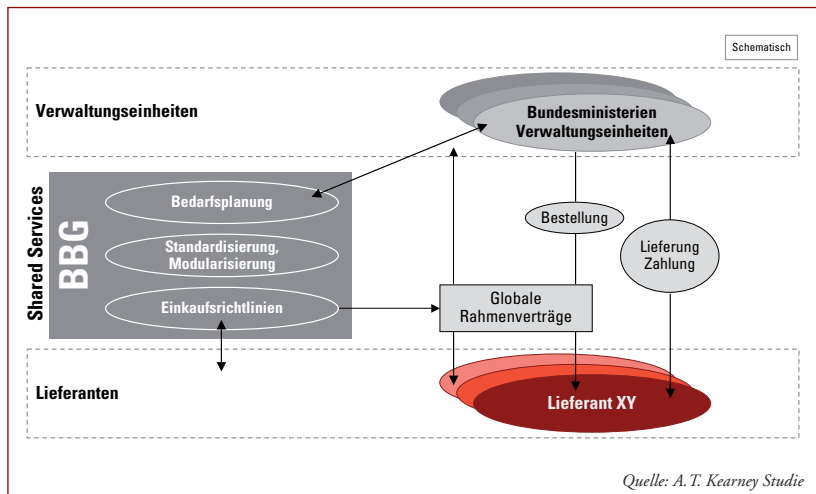 Schematisch
Verwaltungseinheiten
Bundesministerien
Verwaltungseinheiten
Shared Services
BBG
Bedarfsplanung
Standardisierung,
Modularisierung
Einkaufsrichtlinien
Bestellung
Lieferung
Zahlung
Globale
Rahmenverträge
Lieferanten
Lieferant XY
Quelle: A.T. Kearney Studie